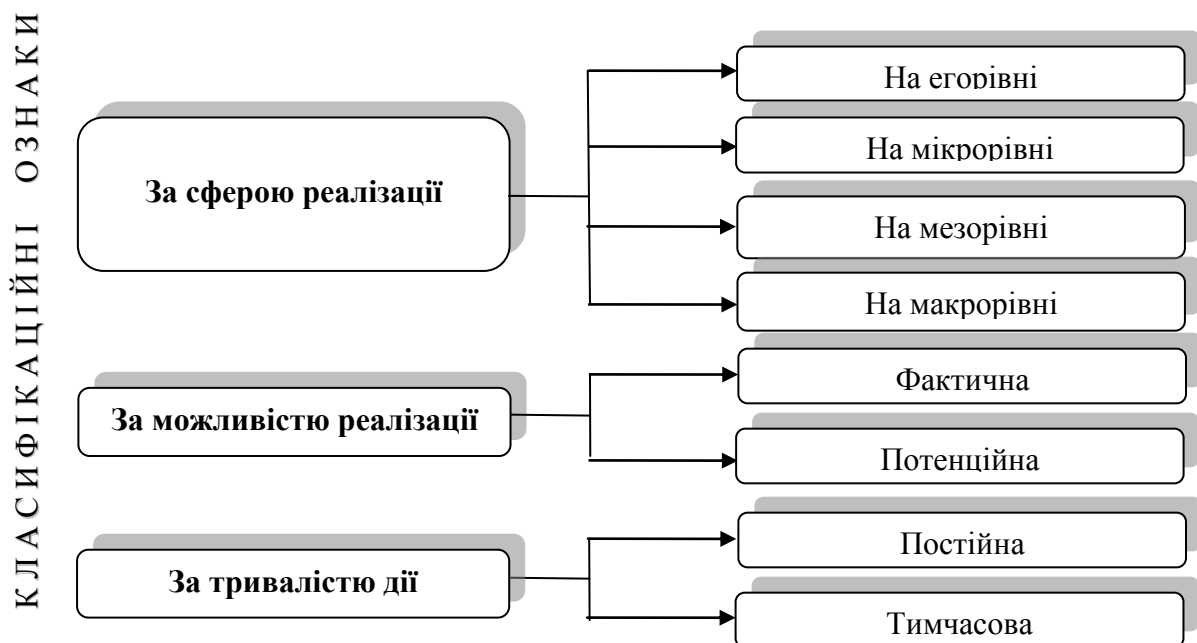 КЛАСИФІКАЦІЙНІ ОЗНАКИ
За сферою реалізації
На егорівні
На мікрорівні
На мезорівні
На макрорівні
За можливістю реалізації
Фактична
Потенційна
За тривалістю дії
Постійна
Тимчасова